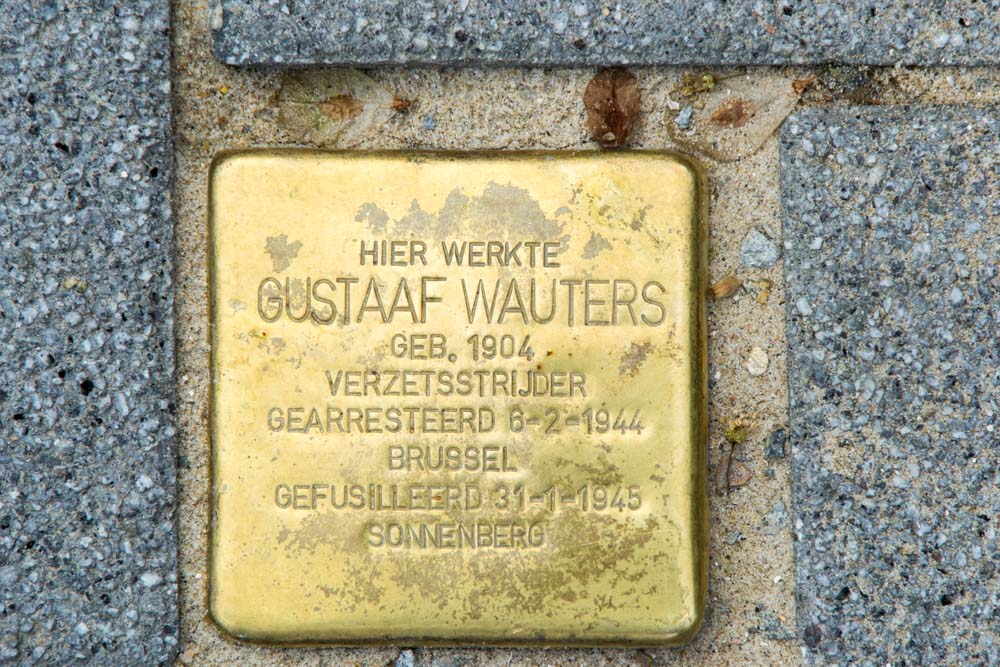 HIER WERKTE
GUSTAAF WAUTERS
GEB. 1904
VERZETSSTRIJDER
GEARRESTEERD 6-2-1944
BRUSSEL
GEFUSILLEERD 31-1-1945
SONNENBERG